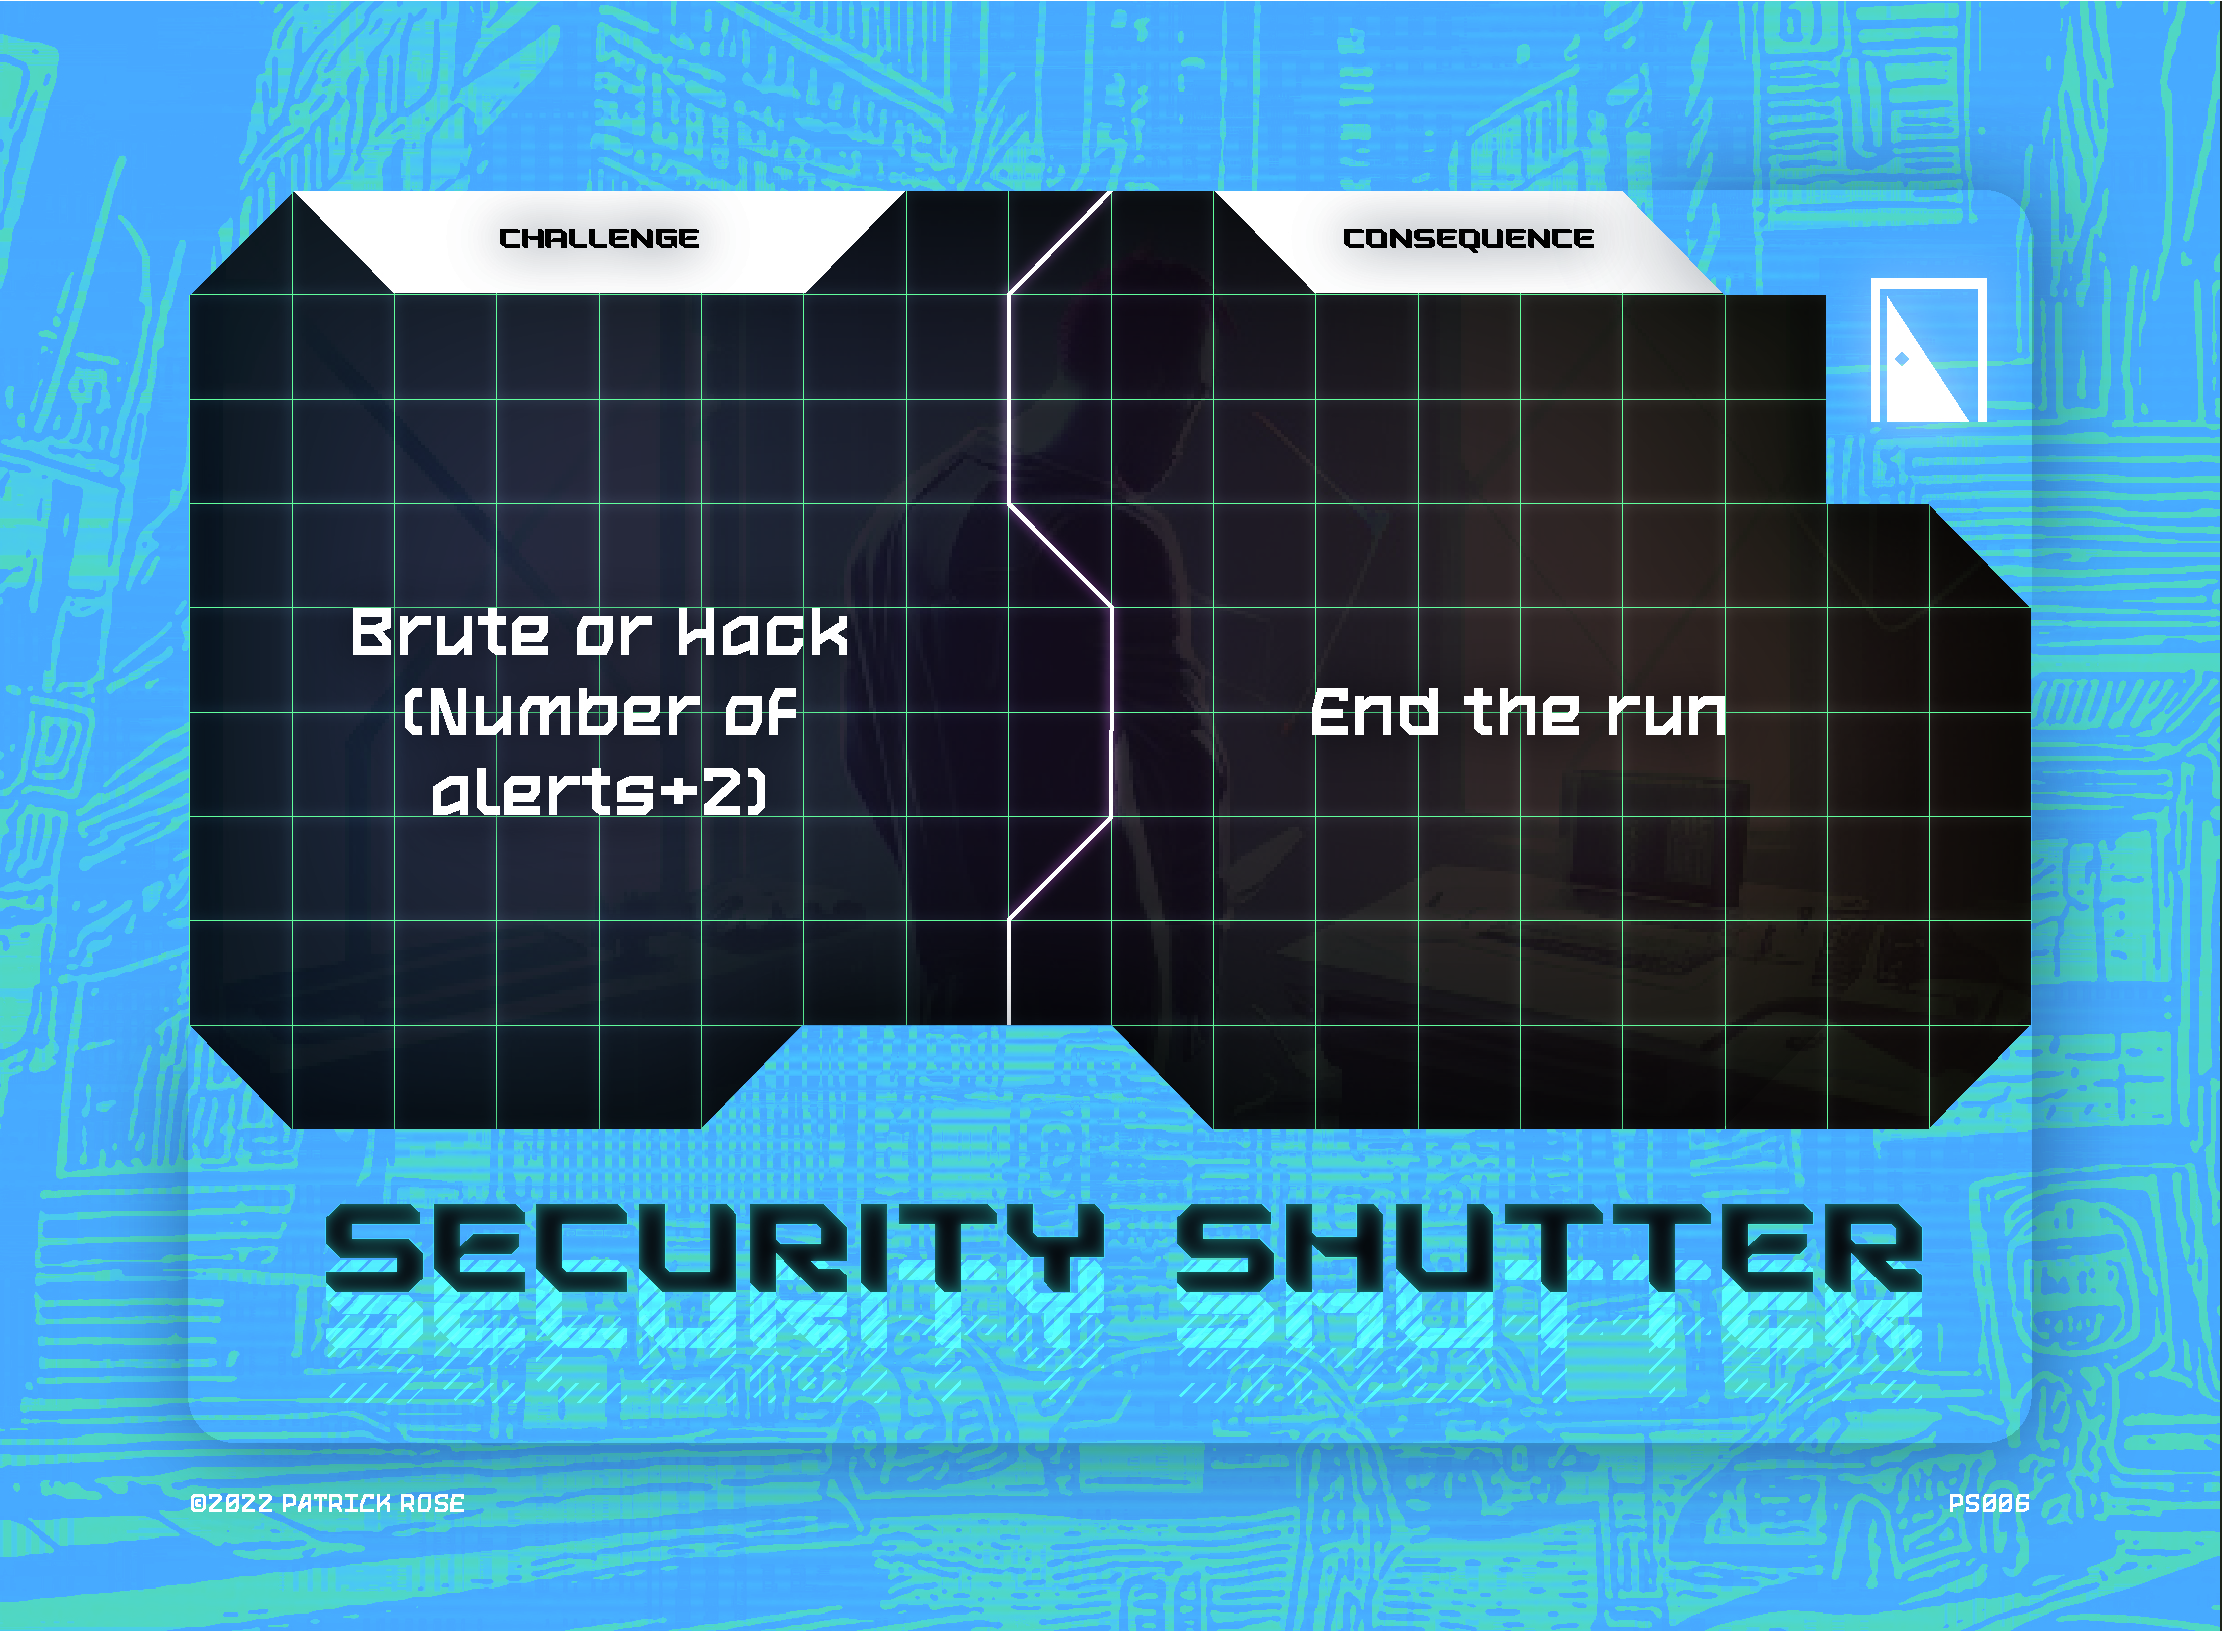 CHALLENGE
CONSEQUENCE
Brute or Hack
(Number of
alerts+2)
End the run
SECURITY SHUTTER
©2022 PATRICK ROSE
PS006